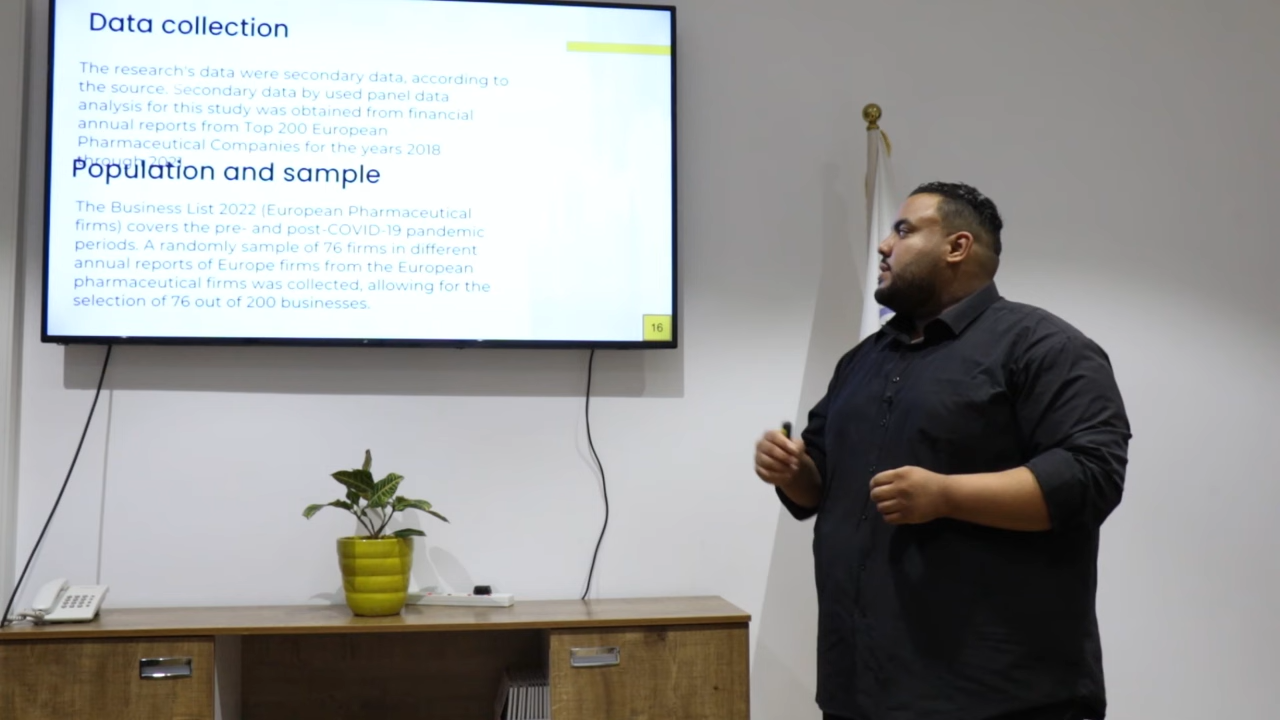 Data collection
The research's data were secondary data, according to
the source. Secondary data by used panel data
analysis for this study was obtained from financial
annual reports from Top 200 European
Pharmaceutical Companies for the years 2018
through 2021
Population and sample
The Business List 2022 (European Pharmaceutical
firms) covers the pre- and post-COVID-19 pandemic
periods. A randomly sample of 76 firms in different
annual reports of Europe firms from the European
pharmaceutical firms was collected, allowing for the
selection of 76 out of 200 businesses.
16